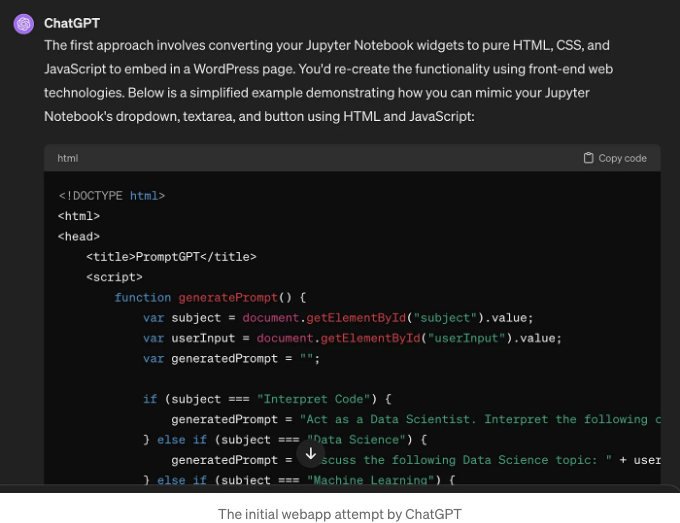 ChatGPT
The first approach involves converting your Jupyter Notebook widgets to pure HTML, CSS, and
JavaScript to embed in a WordPress page. You'd re-create the functionality using front-end web
technologies. Below is a simplified example demonstrating how you can mimic your Jupyter
Notebook's dropdown, textarea, and button using HTML and JavaScript:
html
Copy code
<!DOCTYPE html>
<html>
<head>
<title>PromptGPT</title>
<script>
function generatePrompt() {
var subject = document.getElementById("subject").value;
var userInput = document.getElementById("userInput").value;
var generatedPrompt = "";
if (subject === "Interpret Code") {
generatedPrompt = "Act as a Data Scientist. Interpret the following
} else if (subject === "Data Science") {
generatedPrompt = the following Data Science topic: " + user
} else if (subject === "Machine Learning") {
The initial webapp attempt by ChatGPT